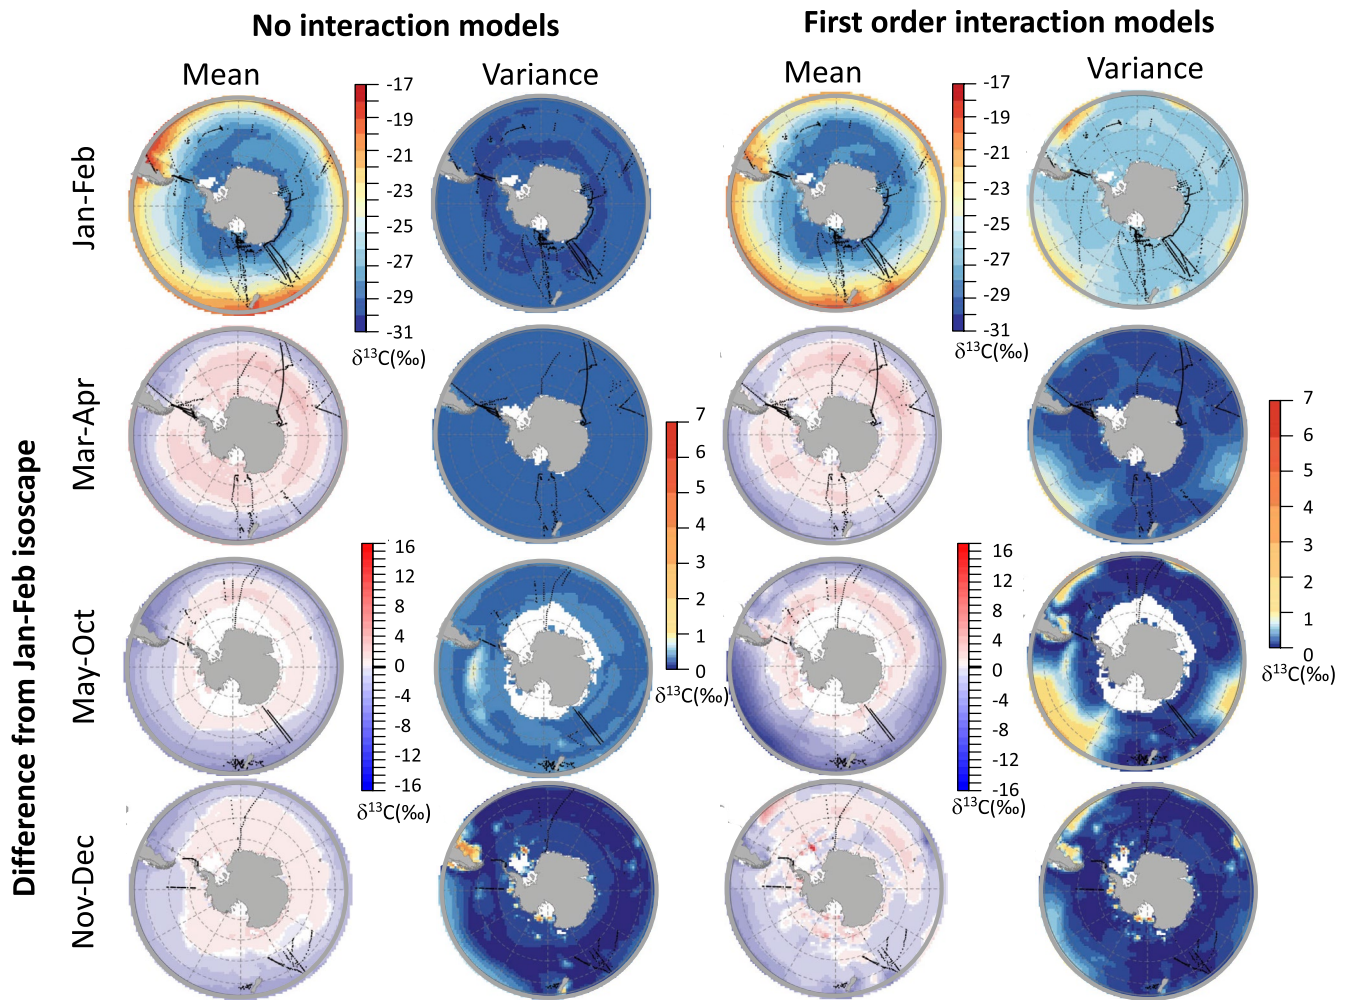 No interaction models
First order interaction models
Mean
Variance
Mean
Variance
Jan-Feb
-17
-19
-21
-23
-25
-27
-29
-31
δ13C(‰)
-17
-19
-21
-23
-25
-27
-29
-31
δ13C(‰)
Difference from Jan-Feb isoscape
Mar-Apr
7
6
5
4
3
2
1
0
δ13C(‰)
7
6
5
4
3
2
1
0
δ13C(‰)
May-Oct
16
12
8
4
0
-4
-8
-12
-16
δ13C(‰)
16
12
8
4
0
-4
-8
-12
-16
δ13C(‰)
Nov-Dec